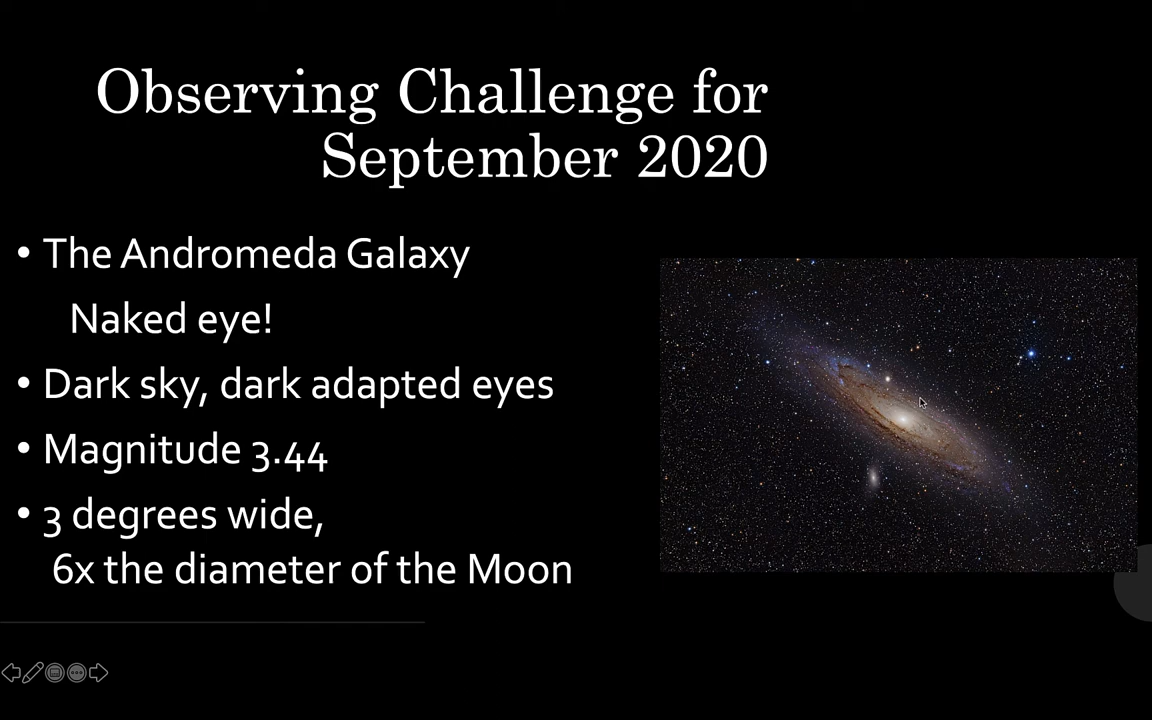 Observing Challenge for
September 2020
• The Andromeda Galaxy
Naked eye!
• Dark sky, dark adapted eyes
• Magnitude 3.44
• 3 degrees wide,
6x the diameter of the Moon